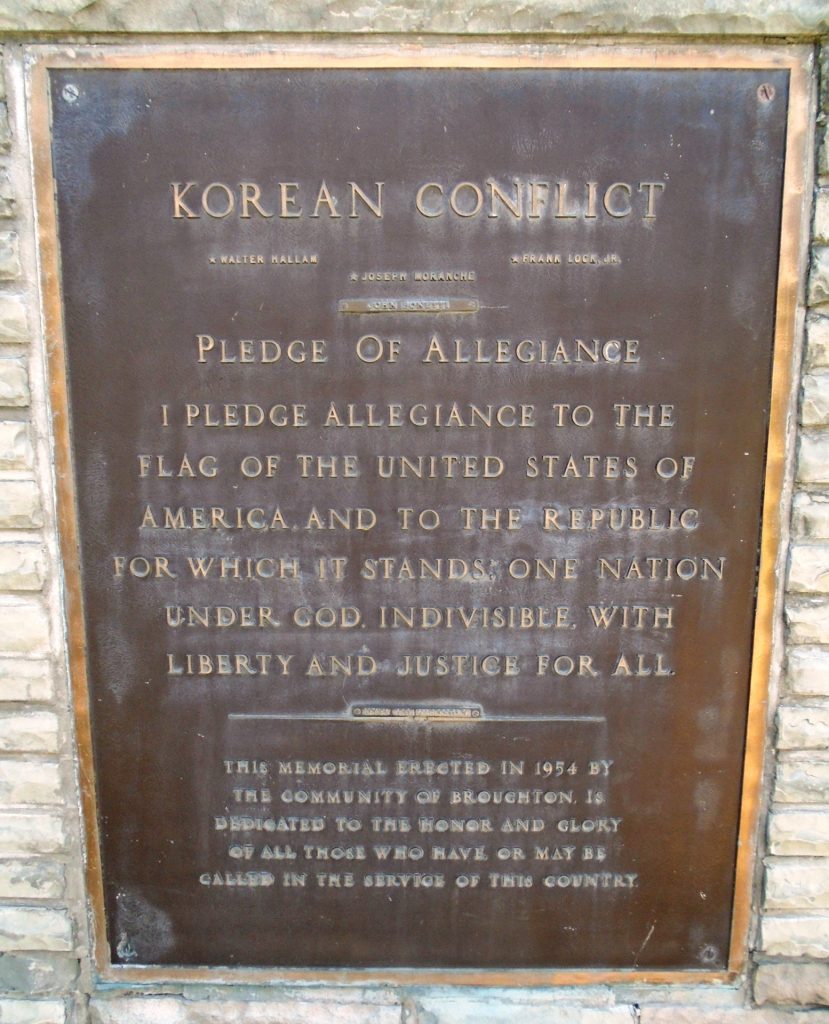 KOREAN CONFLICT
★WALTER HALLAM ★FRANK LOCK, JR.
★JOSEPH MORANCHE
JOHN
PLEDGE OF ALLEGIANCE
I PLEDGE ALLEGIANCE TO THE
FLAG OF THE UNITED STATES OF
AMERICA, AND TO THE REPUBLIC
FOR WHICH IT STANDS; ONE NATION
UNDER GOD, INDIVISIBLE, WITH
LIBERTY AND JUSTICE FOR ALL.
THIS MEMORIAL ERECTED IN 1954 BY
THE COMMUNITY OF BROUGHTON, IS
DEDICATED TO THE HONOR AND GLORY
OF ALL THOSE WHO HAVE, OR MAY BE
CALLED IN THE SERVICE OF THIS COUNTRY.